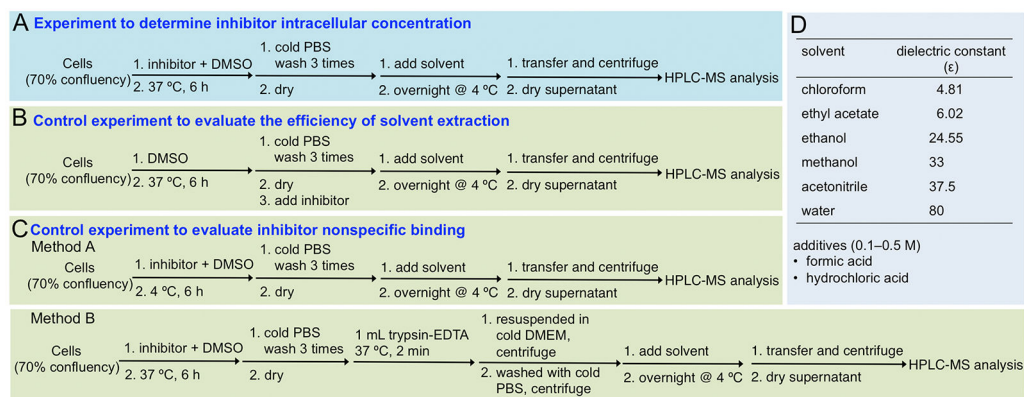 A Experiment to determine inhibitor intracellular concentration
Cells
(70% confluency)
1. inhibitor + DMSO
2. 37 ºC, 6 h
1. cold PBS
wash 3 times
2. dry
1. add solvent
2. overnight @ 4 ºC
1. transfer and centrifuge
2. dry supernatant
HPLC-MS analysis
B Control experiment to evaluate the efficiency of solvent extraction
Cells
(70% confluency)
1. DMSO
2. 37 ºC, 6 h
1. cold PBS
wash 3 times
2. dry
3. add inhibitor
1. add solvent
2. overnight @ 4 ºC
1. transfer and centrifuge
2. dry supernatant
HPLC-MS analysis
C Control experiment to evaluate inhibitor nonspecific binding
Method A
Cells
(70% confluency)
1. inhibitor + DMSO
2. 4 ºC, 6 h
1. cold PBS
wash 3 times
2. dry
1. add solvent
2. overnight @ 4 ºC
1. transfer and centrifuge
2. dry supernatant
HPLC-MS analysis
Method B
Cells
(70% confluency)
1. inhibitor + DMSO
2. 37 ºC, 6 h
1. cold PBS
wash 3 times
2. dry
1 mL trypsin-EDTA
37 ºC, 2 min
1. resuspended in
cold DMEM,
centrifuge
2. washed with cold
PBS, centrifuge
1. add solvent
2. overnight @ 4 ºC
1. transfer and centrifuge
2. dry supernatant
HPLC-MS analysis
D
solvent dielectric constant
(ε)
chloroform 4.81
ethyl acetate 6.02
ethanol 24.55
methanol 33
acetonitrile 37.5
water 80
additives (0.1–0.5 M)
• formic acid
• hydrochloric acid